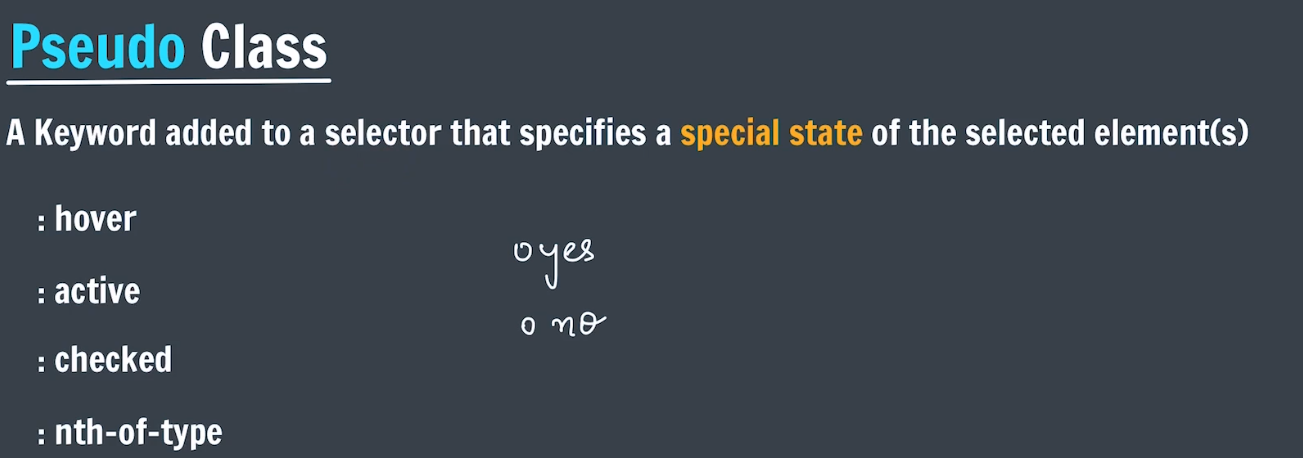 Pseudo Class
A Keyword added to a selector that specifies a special state of the selected element(s)
: hover
: active
: checked
: nth-of-type
o yes
o no